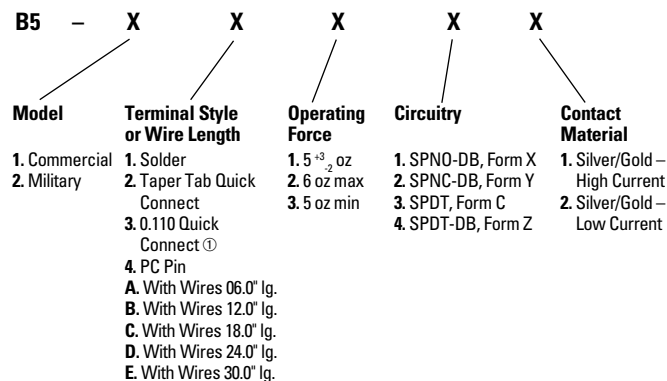 B5 – X X X X X
Model
1. Commercial
2. Military
Terminal Style
or Wire Length
1. Solder
2. Taper Tab Quick
Connect
3. 0.110 Quick
Connect ①
4. PC Pin
A. With Wires 06.0" lg.
B. With Wires 12.0" lg.
C. With Wires 18.0" lg.
D. With Wires 24.0" lg.
E. With Wires 30.0" lg.
Operating
Force
1. 5 +3 -2 oz
2. 6 oz max
3. 5 oz min
Circuitry
1. SPNO-DB, Form X
2. SPNC-DB, Form Y
3. SPDT, Form C
4. SPDT-DB, Form Z
Contact
Material
1. Silver/Gold –
High Current
2. Silver/Gold –
Low Current